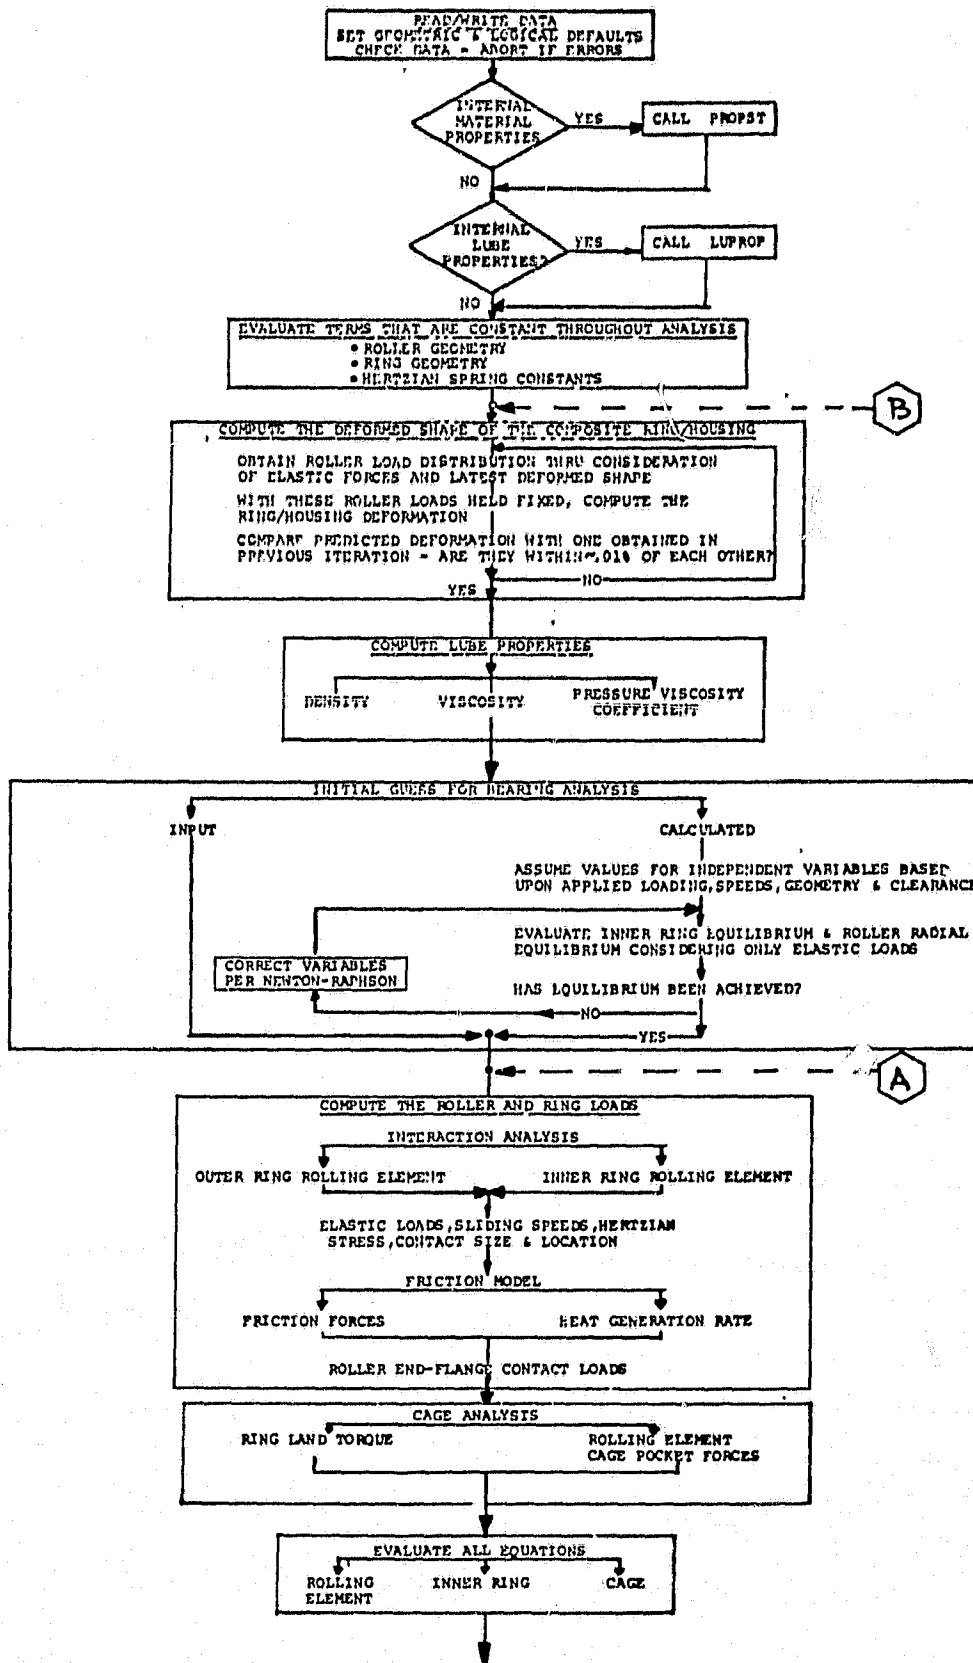 READ/WRITE DATA
SET GEOMETRIC & LOGICAL DEFAULTS
CHECK DATA - ABORT IF ERRORS
INTERNAL
MATERIAL
PROPERTIES
YES
CALL PROPST
NO
INTERNAL
LUBE
PROPERTIES?
YES
CALL LUPROP
NO
EVALUATE TERMS THAT ARE CONSTANT THROUGHOUT ANALYSIS
• ROLLER GEOMETRY
• RING GEOMETRY
• HERTZIAN SPRING CONSTANTS
B
COMPUTE THE DEFORMED SHAPE OF THE COMPOSITE RING/HOUSING
OBTAIN ROLLER LOAD DISTRIBUTION THRU CONSIDERATION
OF ELASTIC FORCES AND LATEST DEFORMED SHAPE
WITH THESE ROLLER LOADS HELD FIXED, COMPUTE THE
RING/HOUSING DEFORMATION
COMPARE PREDICTED DEFORMATION WITH ONE OBTAINED IN
PREVIOUS ITERATION - ARE THEY WITHIN .01% OF EACH OTHER?
NO
YES
COMPUTE LUBE PROPERTIES
DENSITY VISCOSITY PRESSURE VISCOSITY
COEFFICIENT
INITIAL GUESS FOR BEARING ANALYSIS
INPUT CALCULATED
ASSUME VALUES FOR INDEPENDENT VARIABLES BASED
UPON APPLIED LOADING, SPEEDS, GEOMETRY & CLEARANCE
EVALUATE INNER RING EQUILIBRIUM & ROLLER RADIAL
EQUILIBRIUM CONSIDERING ONLY ELASTIC LOADS
CORRECT VARIABLES
PER NEWTON-RAPHSON
HAS EQUILIBRIUM BEEN ACHIEVED?
NO
YES
A
COMPUTE THE ROLLER AND RING LOADS
INTERACTION ANALYSIS
OUTER RING ROLLING ELEMENT INNER RING ROLLING ELEMENT
ELASTIC LOADS, SLIDING SPEEDS, HERTZIAN
STRESS, CONTACT SIZE & LOCATION
FRICTION MODEL
FRICTION FORCES HEAT GENERATION RATE
ROLLER END-FLANGE CONTACT LOADS
CAGE ANALYSIS
RING LAND TORQUE ROLLING ELEMENT
CAGE POCKET FORCES
EVALUATE ALL EQUATIONS
ROLLING INNER RING CAGE
ELEMENT